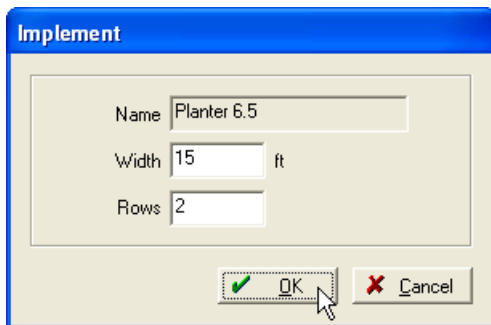 Implement
Name Planter 6.5
Width 15 ft
Rows 2
OK Cancel